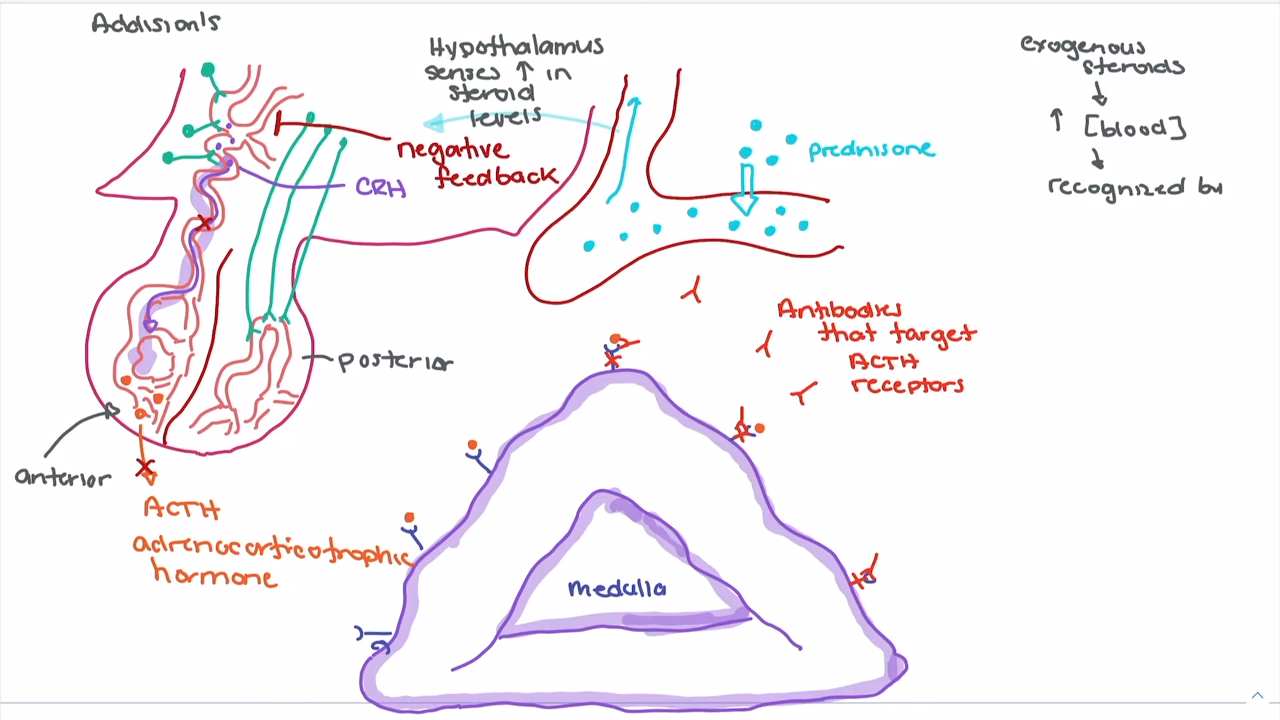 Addision's
Hypothalamus
senses ↑ in
steroid
levels
negative
feedback
CRH
prednisone
exogenous
steroids
↓
↑ [blood]
↓
recognized by
Antibodies
that target
ACTH
receptors
posterior
anterior
ACTH
adrenocorticotrophic
hormone
medulla